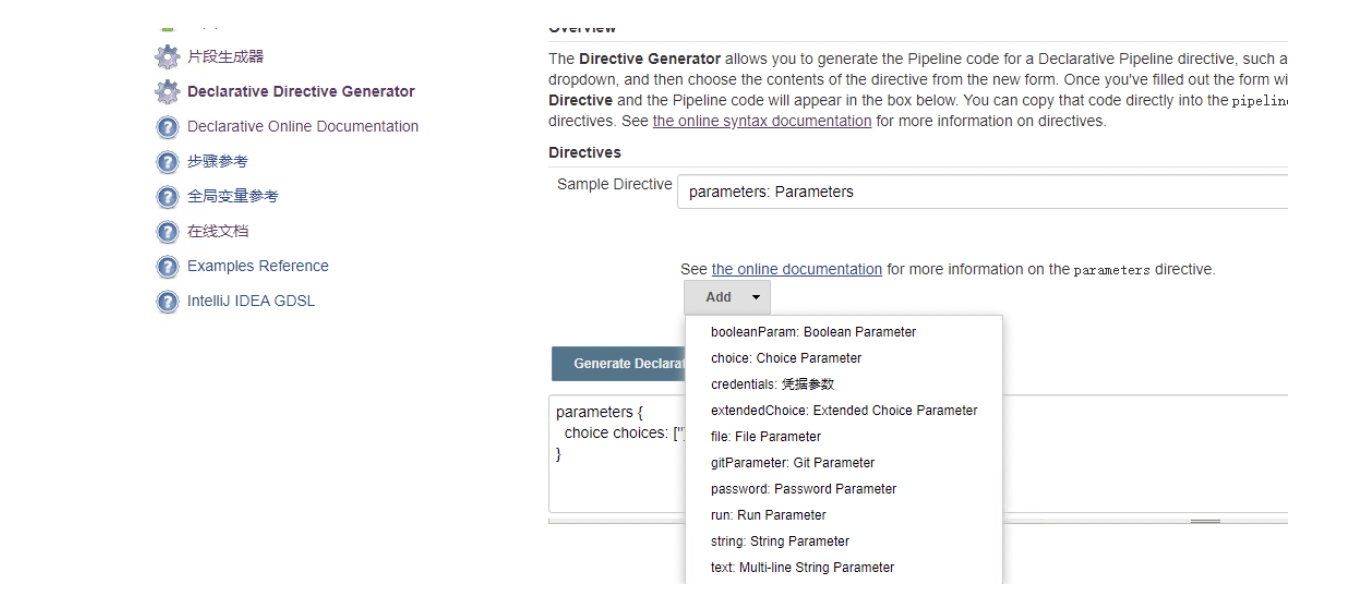 片段生成器
Declarative Directive Generator
Declarative Online Documentation
步骤参考
全局变量参考
在线文档
Examples Reference
IntelliJ IDEA GDSL
Overview
The Directive Generator allows you to generate the Pipeline code for a Declarative Pipeline directive, such a
dropdown, and then choose the contents of the directive from the new form. Once you've filled out the form wi
Directive and the Pipeline code will appear in the box below. You can copy that code directly into the pipelin
directives. See the online syntax documentation for more information on directives.
Directives
Sample Directive
parameters: Parameters
See the online documentation for more information on the parameters directive.
Add
booleanParam: Boolean Parameter
choice: Choice Parameter
credentials: 凭据参数
extendedChoice: Extended Choice Parameter
file: File Parameter
gitParameter: Git Parameter
password: Password Parameter
run: Run Parameter
string: String Parameter
text: Multi-line String Parameter
Generate Declarat
parameters {
choice choices: ['']
}